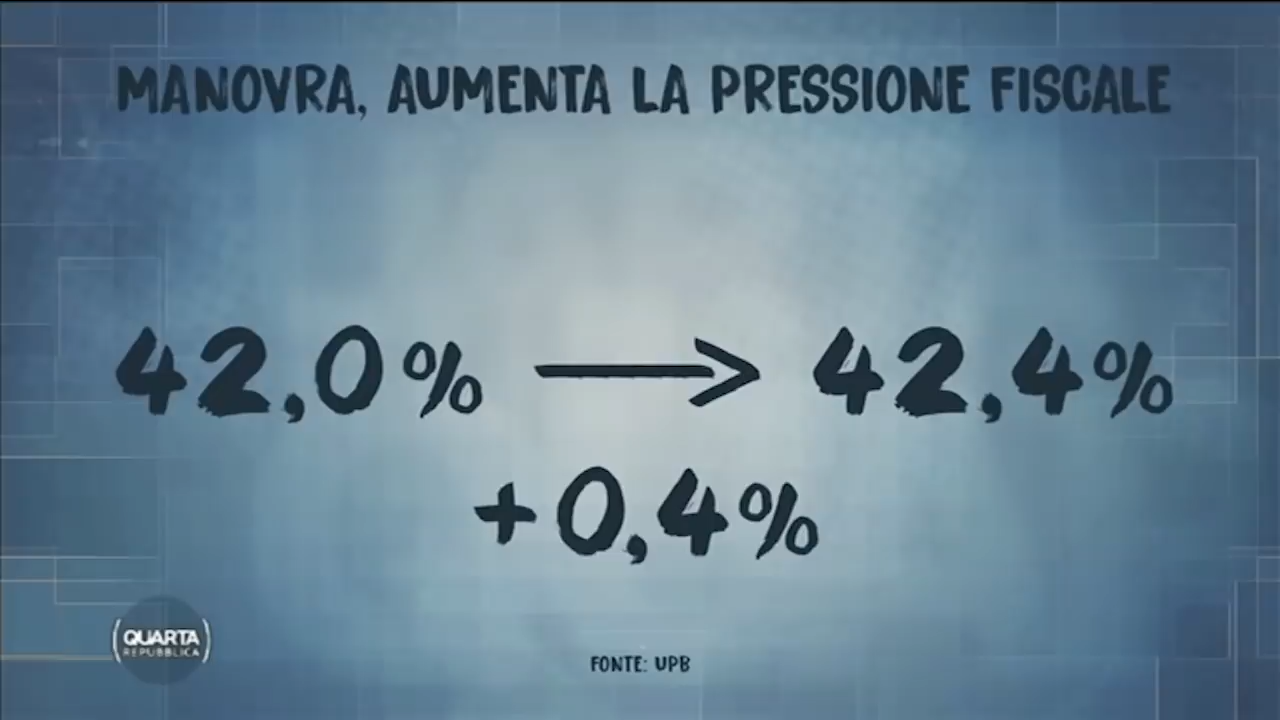 MANOVRA, AUMENTA LA PRESSIONE FISCALE
42,0% → 42,4%
+0,4%
QUARTA
REPUBBLICA
FONTE: UPB